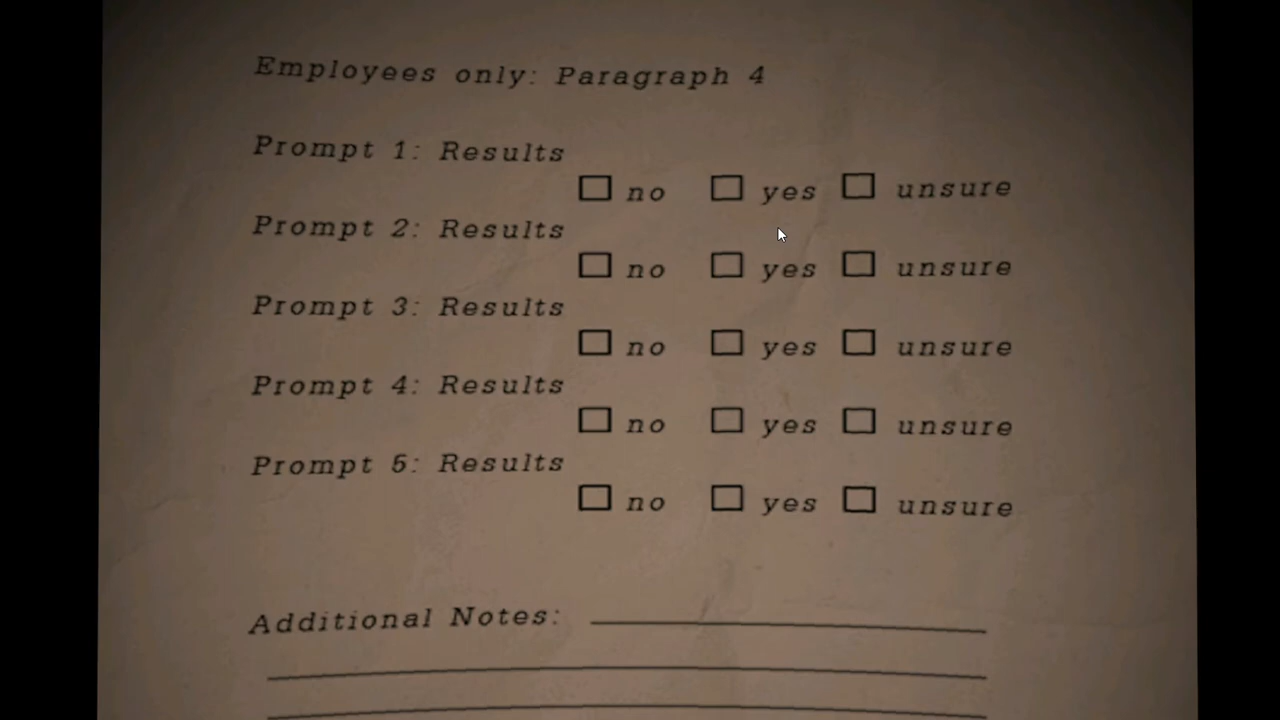 Employees only: Paragraph 4
Prompt 1: Results
no yes unsure
Prompt 2: Results
no yes unsure
Prompt 3: Results
no yes unsure
Prompt 4: Results
no yes unsure
Prompt 5: Results
no yes unsure
Additional Notes: